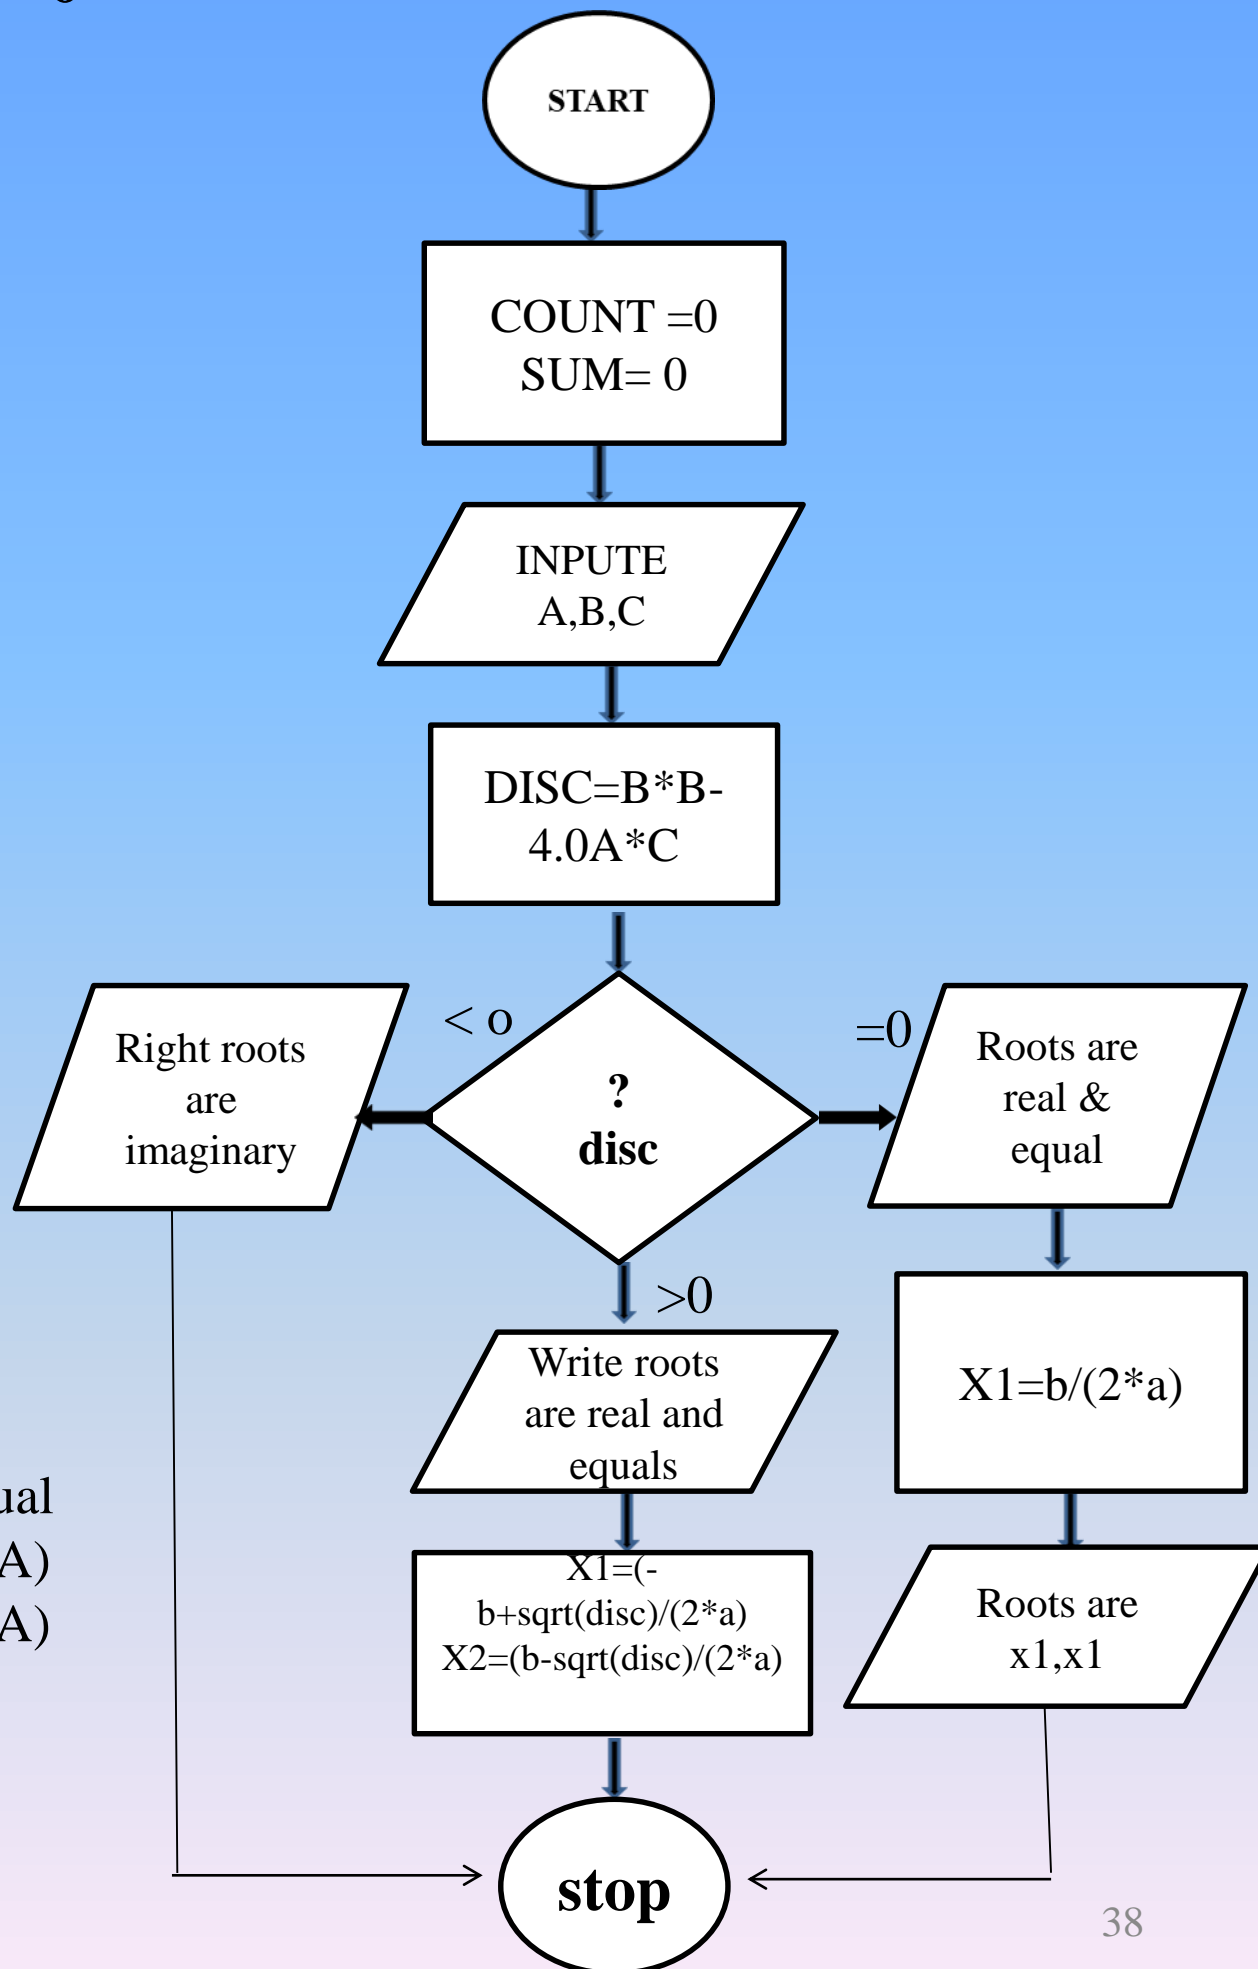 START
COUNT =0
SUM= 0
INPUTE
A,B,C
DISC=B*B-
4.0A*C
< o
=0
Right roots
are
imaginary
?
disc
Roots are
real &
equal
>0
Write roots
are real and
equals
X1=b/(2*a)
ual
A)
A)
X1=(-
b+sqrt(disc)/(2*a)
X2=(b-sqrt(disc)/(2*a)
Roots are
x1,x1
stop
38